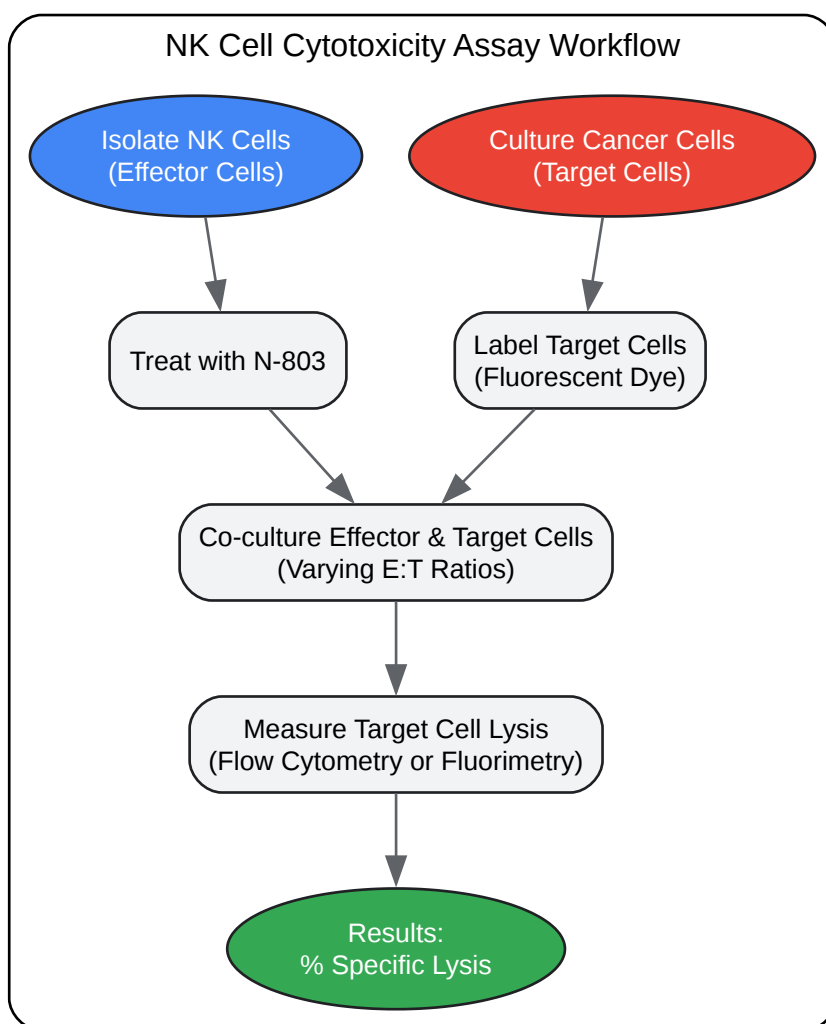 NK Cell Cytotoxicity Assay Workflow
Isolate NK Cells
(Effector Cells)
Culture Cancer Cells
(Target Cells)
Treat with N-803
Label Target Cells
(Fluorescent Dye)
Co-culture Effector & Target Cells
(Varying E:T Ratios)
Measure Target Cell Lysis
(Flow Cytometry or Fluorimetry)
Results:
% Specific Lysis